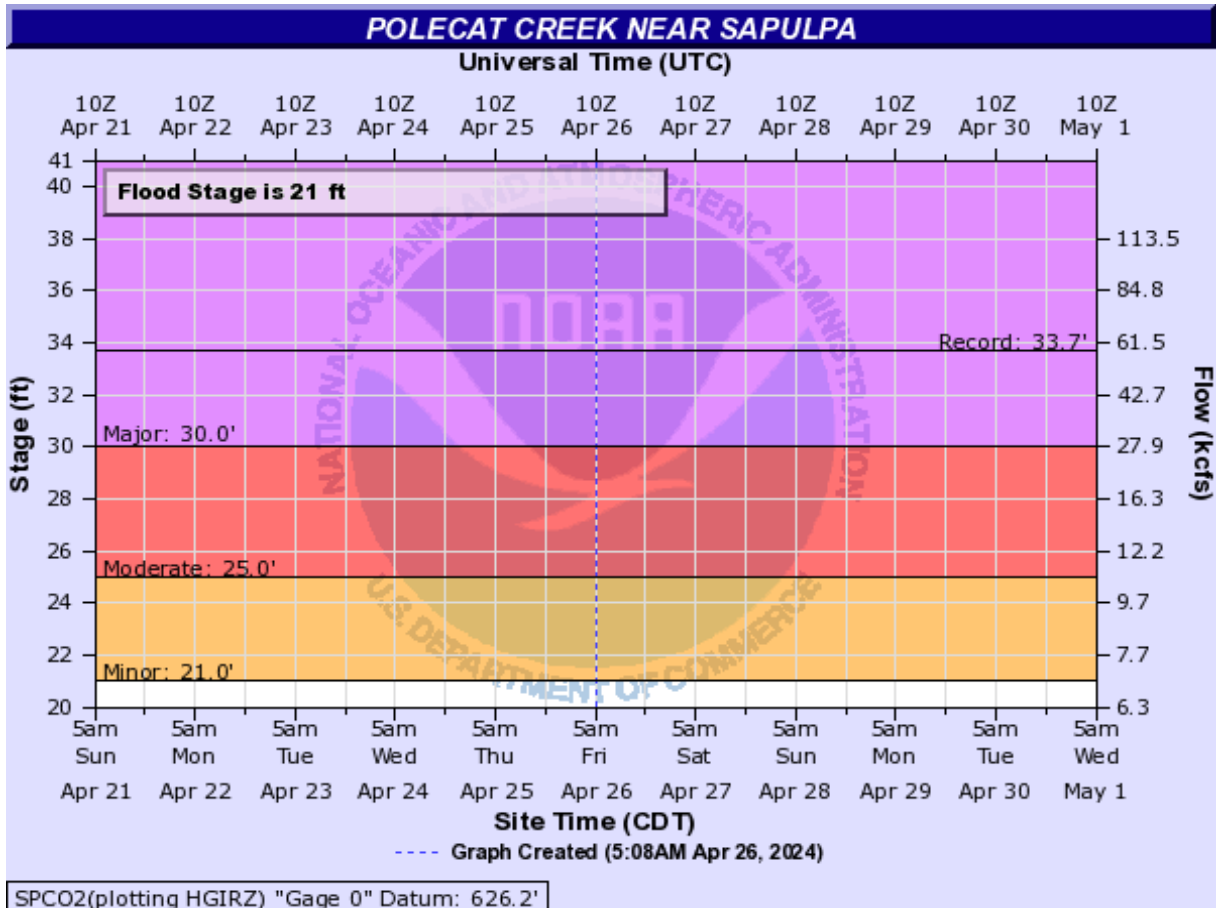 POLECAT CREEK NEAR SAPULPA
Universal Time (UTC)
10Z 10Z 10Z 10Z 10Z 10Z 10Z 10Z 10Z 10Z 10Z
Apr 21 Apr 22 Apr 23 Apr 24 Apr 25 Apr 26 Apr 27 Apr 28 Apr 29 Apr 30 May 1
41
40
Flood Stage is 21 ft
38 113.5
36 84.8
34 Record: 33.7' 61.5
32 42.7
Major: 30.0'
30 27.9
28 16.3
26 12.2
Moderate: 25.0'
24 9.7
22 7.7
Minor: 21.0'
20 6.3
Stage (ft)
Flow (kcfs)
NATIONAL OCEANIC AND ATMOSPHERIC ADMINISTRATION
NOAA
U.S. DEPARTMENT OF COMMERCE
5am 5am 5am 5am 5am 5am 5am 5am 5am 5am 5am
Sun Mon Tue Wed Thu Fri Sat Sun Mon Tue Wed
Apr 21 Apr 22 Apr 23 Apr 24 Apr 25 Apr 26 Apr 27 Apr 28 Apr 29 Apr 30 May 1
Site Time (CDT)
---- Graph Created (5:08AM Apr 26, 2024)
SPCO2(plotting HGIRZ) "Gage 0" Datum: 626.2'